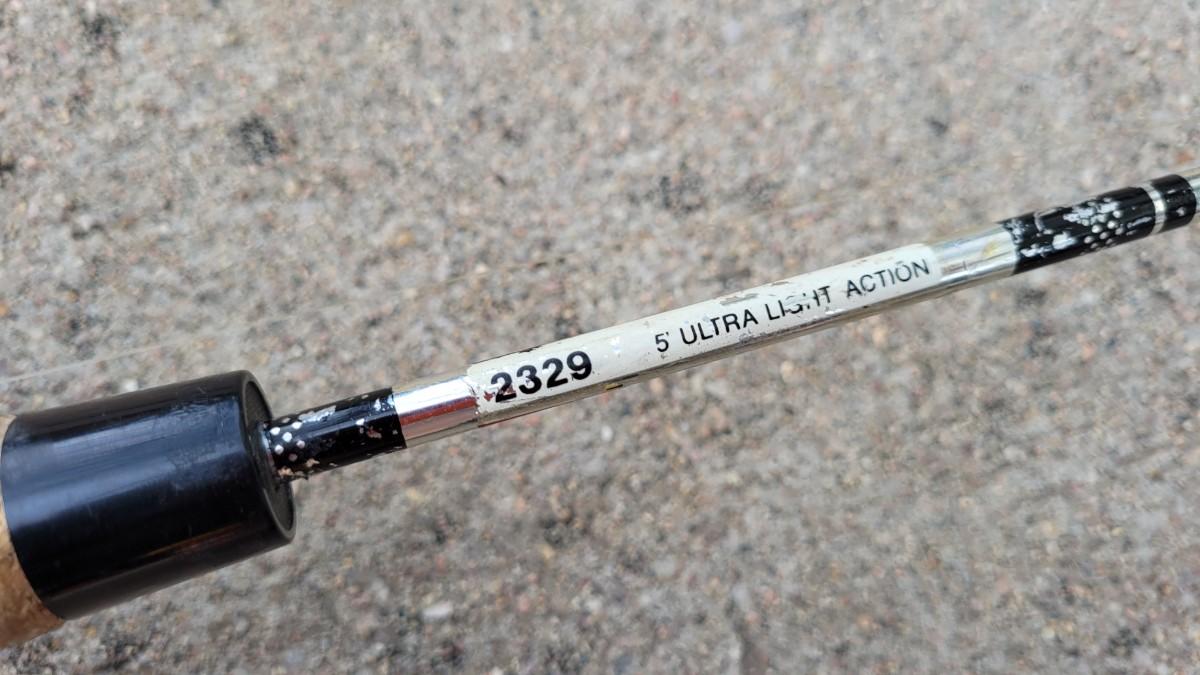 2329 5' ULTRA LIGHT ACTION